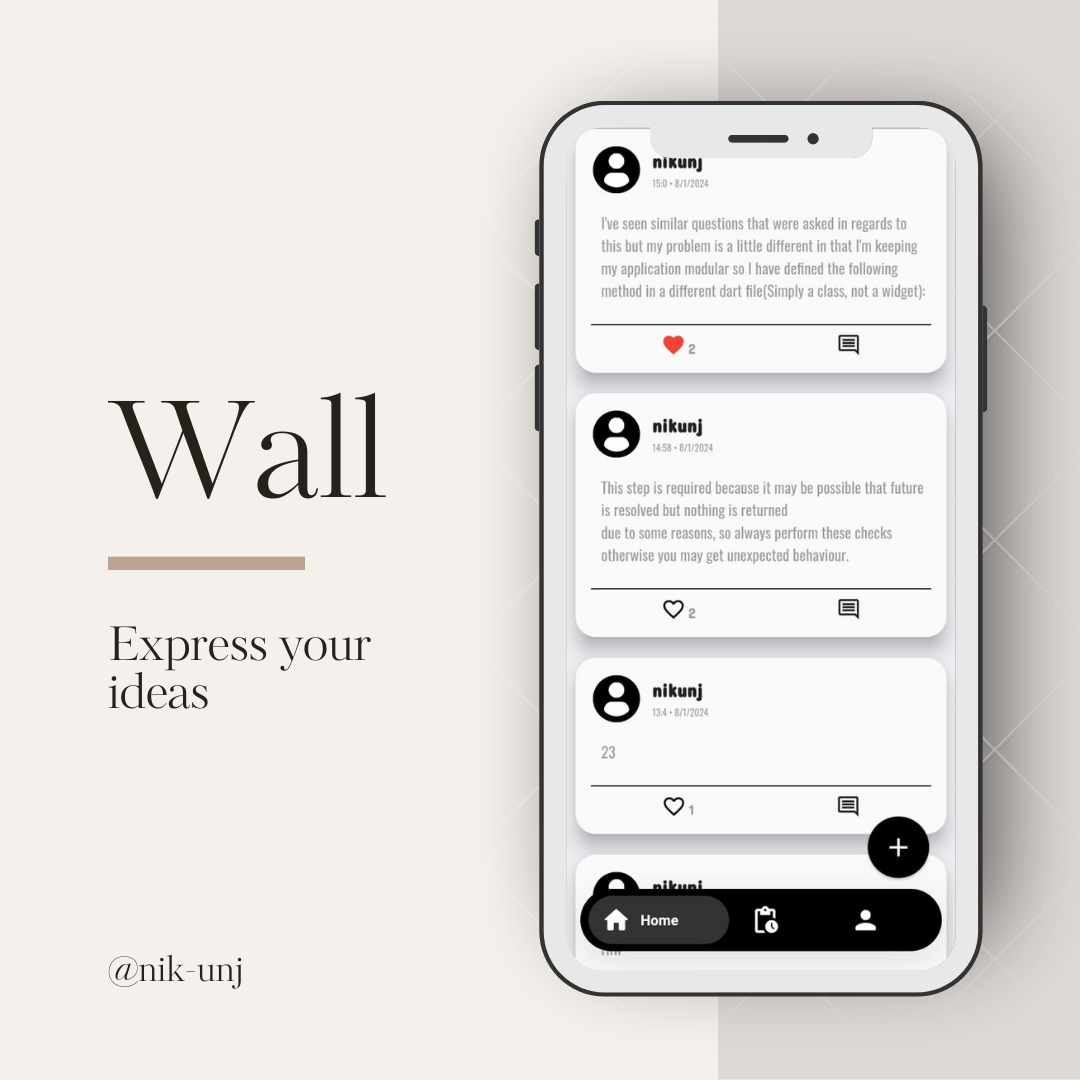 Wall
Express your
ideas
@nik-unj
nikunj
15:0 • 8/1/2024
I've seen similar questions that were asked in regards to
this but my problem is a little different in that I'm keeping
my application modular so I have defined the following
method in a different dart file(Simply a class, not a widget):
2
nikunj
14:58 • 8/1/2024
This step is required because it may be possible that future
is resolved but nothing is returned
due to some reasons, so always perform these checks
otherwise you may get unexpected behaviour.
2
nikunj
13:4 • 8/1/2024
23
1
nikunj
Home